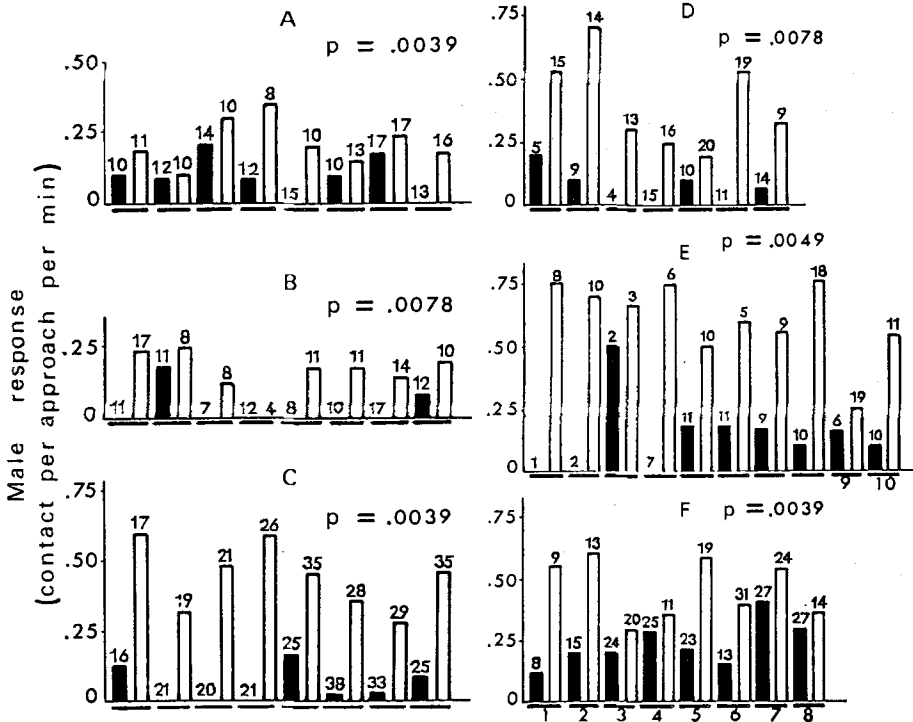 A
p = .0039
.50
.25
0
10 11 12 10 14 10 12 8 15 10 10 13 17 17 13 16
B
p = .0078
.25
0
11 17 11 8 7 8 12 4 8 11 10 11 17 14 12 10
C
p = .0039
.75
.50
.25
0
16 17 21 19 20 21 21 26 25 35 38 28 33 29 25 35
Male response
(contact per approach per min)
D
p = .0078
.75
.50
.25
0
5 15 9 14 4 13 15 16 10 20 11 19 14 9
E
p = .0049
.75
.50
.25
0
1 8 2 10 2 3 7 6 11 10 11 5 9 9 10 18 6 19 10 11
9 10
F
p = .0039
.75
.50
.25
0
8 9 15 13 24 20 25 11 23 19 13 31 27 24 27 14
1 2 3 4 5 6 7 8